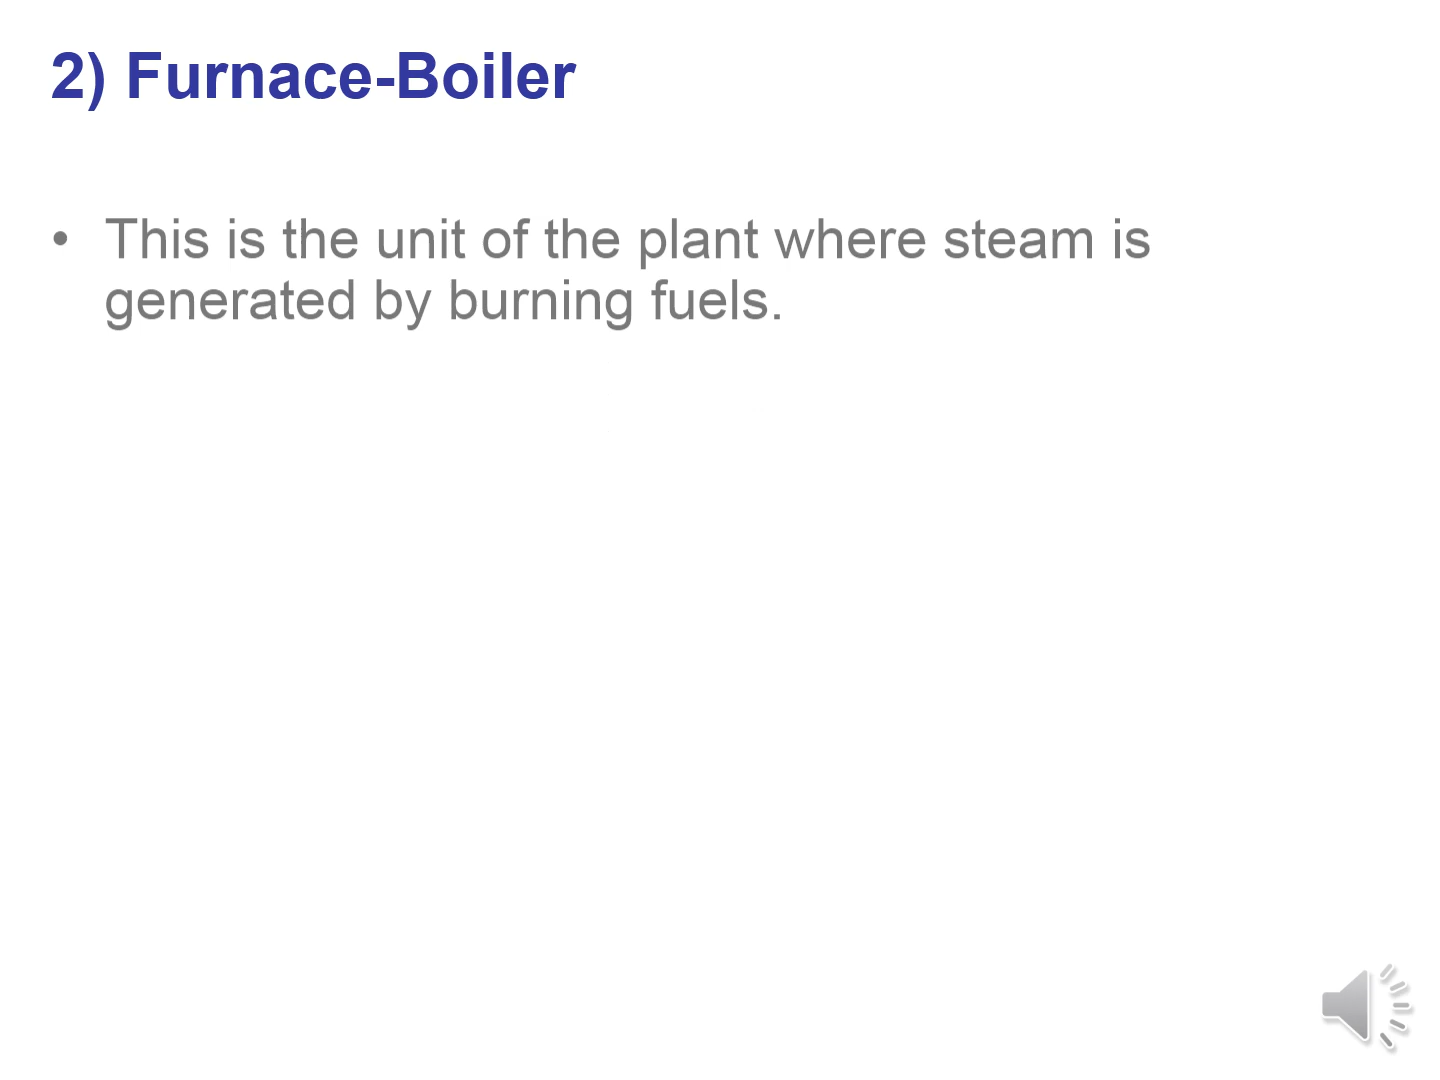 2) Furnace-Boiler
• This is the unit of the plant where steam is
generated by burning fuels.